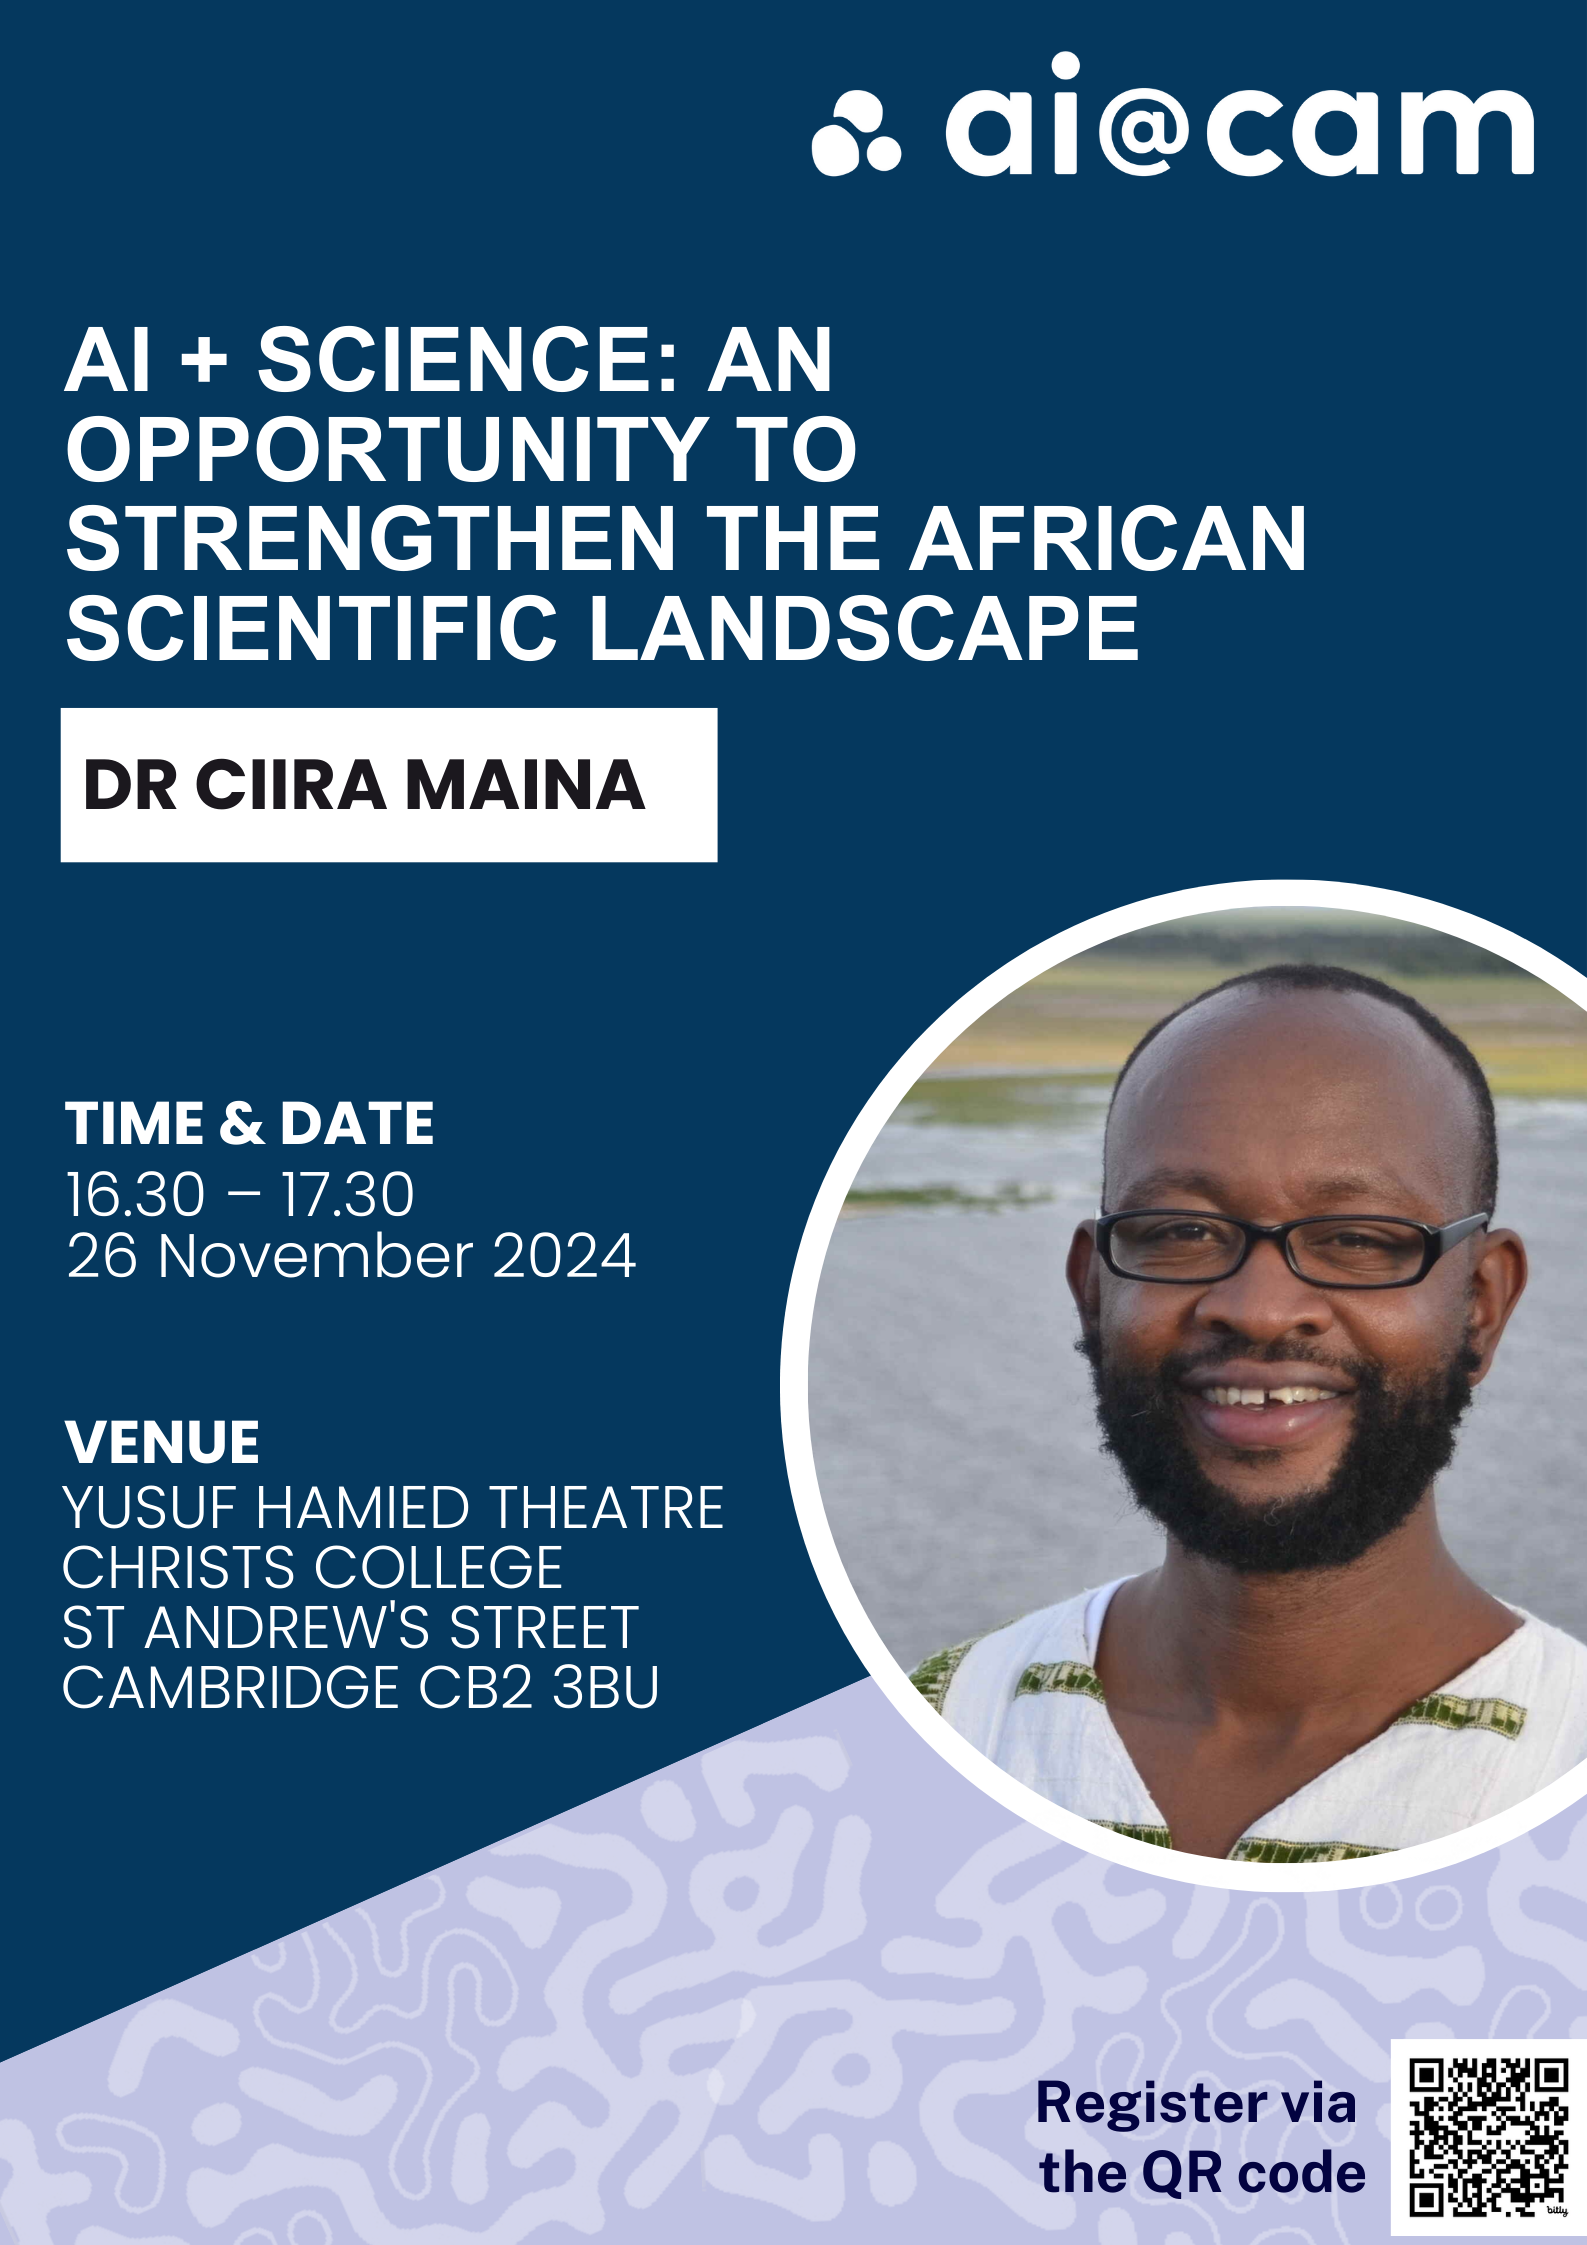 ai@cam
AI + SCIENCE: AN
OPPORTUNITY TO
STRENGTHEN THE AFRICAN
SCIENTIFIC LANDSCAPE
DR CIIRA MAINA
TIME & DATE
16.30 – 17.30
26 November 2024
VENUE
YUSUF HAMIED THEATRE
CHRISTS COLLEGE
ST ANDREW'S STREET
CAMBRIDGE CB2 3BU
Register via
the QR code
bitly